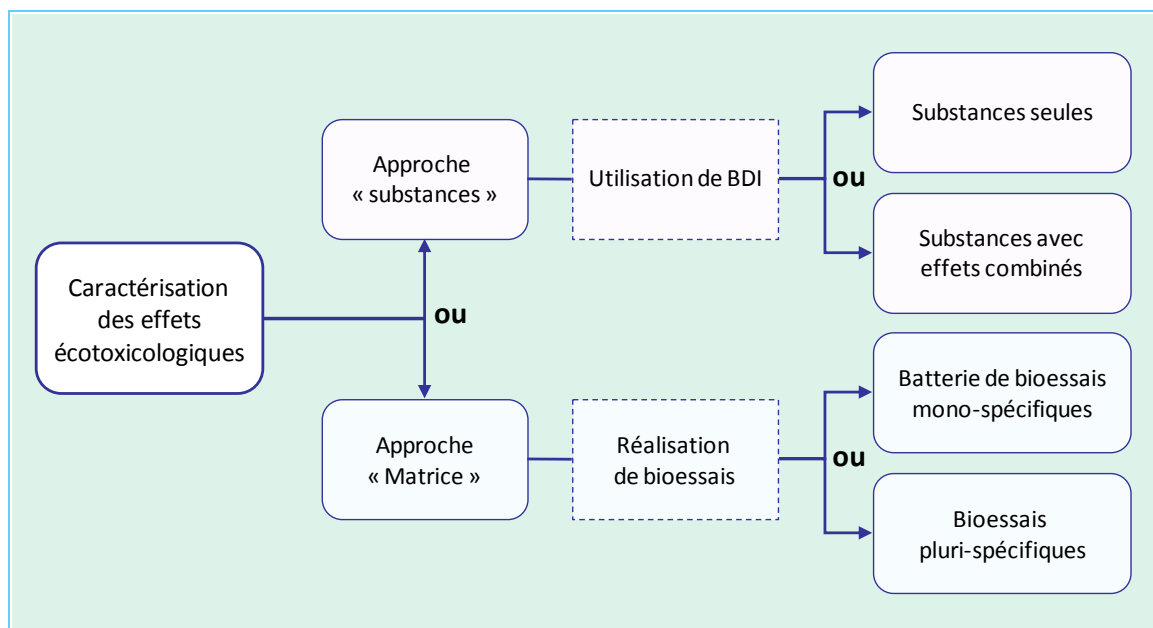 Caractérisation
des effets
écotoxicologiques
ou
Approche
« substances »
Utilisation de BDI
ou
Substances seules
Substances avec
effets combinés
Approche
« Matrice »
Réalisation
de bioessais
ou
Batterie de bioessais
mono-spécifiques
Bioessais
pluri-spécifiques